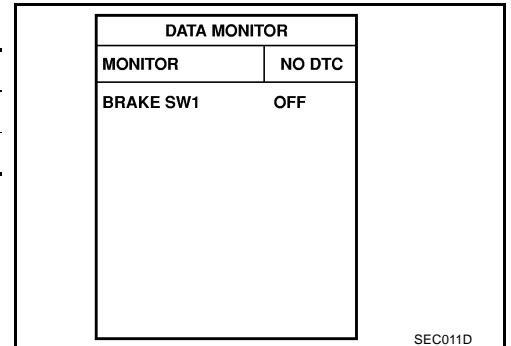 DATA MONITOR
MONITOR NO DTC
BRAKE SW1 OFF
SEC011D